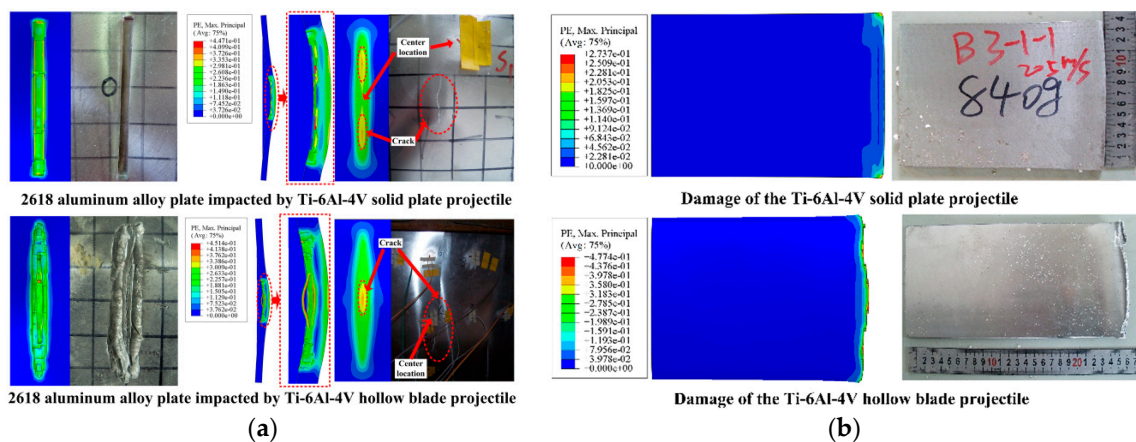 PE, Max. Principal
(Avg: 75%)
+4.471e-01
+4.099e-01
+3.726e-01
+3.353e-01
+2.981e-01
+2.608e-01
+2.236e-01
+1.863e-01
+1.490e-01
+1.118e-01
+7.452e-02
+3.726e-02
+0.000e+00
Center
location
Crack
2618 aluminum alloy plate impacted by Ti-6Al-4V solid plate projectile
PE, Max. Principal
(Avg: 75%)
+4.514e-01
+4.138e-01
+3.762e-01
+3.386e-01
+3.009e-01
+2.633e-01
+2.257e-01
+1.881e-01
+1.505e-01
+1.129e-01
+7.523e-02
+3.762e-02
+0.000e+00
Crack
Center
location
2618 aluminum alloy plate impacted by Ti-6Al-4V hollow blade projectile
(a)
PE, Max. Principal
(Avg: 75%)
+2.737e-01
+2.509e-01
+2.281e-01
+2.053e-01
+1.825e-01
+1.597e-01
+1.369e-01
+1.140e-01
+9.124e-02
+6.843e-02
+4.562e-02
+2.281e-02
+0.000e+00
B3-1-1
205m/s
840g
Damage of the Ti-6Al-4V solid plate projectile
PE, Max. Principal
(Avg: 75%)
−4.774e-01
−4.376e-01
−3.978e-01
−3.580e-01
−3.183e-01
−2.785e-01
−2.387e-01
−1.989e-01
−1.591e-01
−1.193e-01
−7.956e-02
−3.978e-02
−0.000e+00
Damage of the Ti-6Al-4V hollow blade projectile
(b)